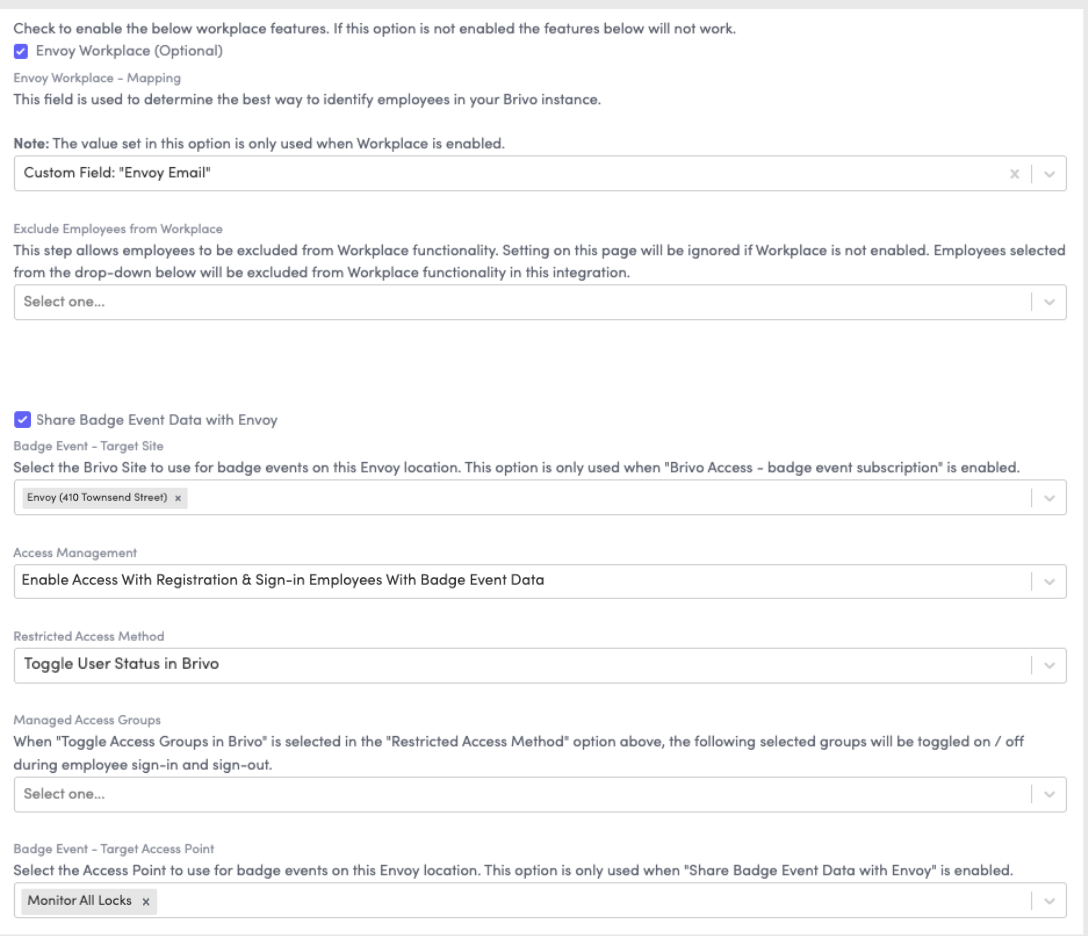 Check to enable the below workplace features. If this option is not enabled the features below will not work.
Envoy Workplace (Optional)
Envoy Workplace - Mapping
This field is used to determine the best way to identify employees in your Brivo instance.
Note: The value set in this option is only used when Workplace is enabled.
Custom Field: "Envoy Email"
Exclude Employees from Workplace
This step allows employees to be excluded from Workplace functionality. Setting on this page will be ignored if Workplace is not enabled. Employees selected
from the drop-down below will be excluded from Workplace functionality in this integration.
Select one...
Share Badge Event Data with Envoy
Badge Event - Target Site
Select the Brivo Site to use for badge events on this Envoy location. This option is only used when "Brivo Access - badge event subscription" is enabled.
Envoy (410 Townsend Street) ×
Access Management
Enable Access With Registration & Sign-in Employees With Badge Event Data
Restricted Access Method
Toggle User Status in Brivo
Managed Access Groups
When "Toggle Access Groups in Brivo" is selected in the "Restricted Access Method" option above, the following selected groups will be toggled on / off
during employee sign-in and sign-out.
Select one...
Badge Event - Target Access Point
Select the Access Point to use for badge events on this Envoy location. This option is only used when "Share Badge Event Data with Envoy" is enabled.
Monitor All Locks ×